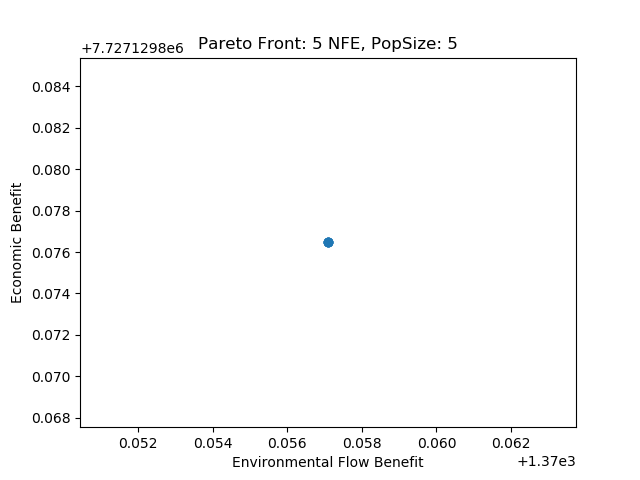 Pareto Front: 5 NFE, PopSize: 5
+7.7271298e6
0.084
0.082
0.080
0.078
0.076
0.074
0.072
0.070
0.068
Economic Benefit
0.052 0.054 0.056 0.058 0.060 0.062
Environmental Flow Benefit
+1.37e3